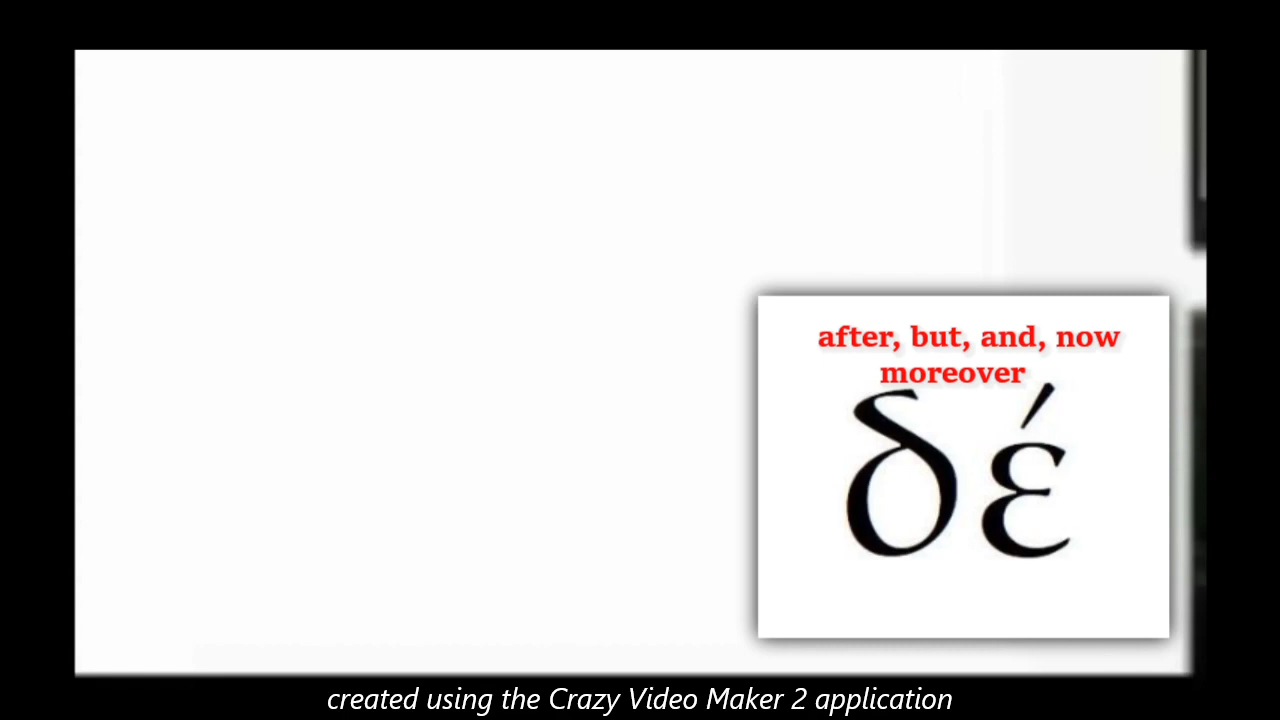 after, but, and, now
moreover
δέ
created using the Crazy Video Maker 2 application